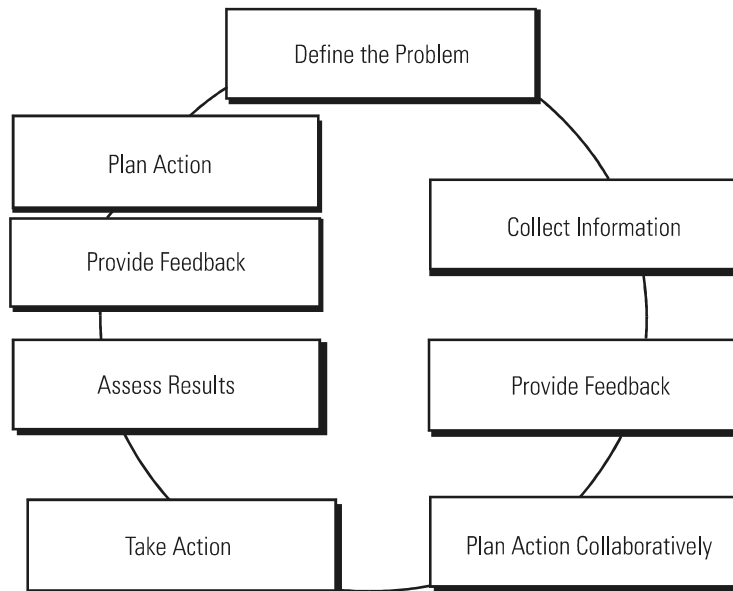 Define the Problem
Plan Action
Collect Information
Provide Feedback
Assess Results
Provide Feedback
Take Action
Plan Action Collaboratively